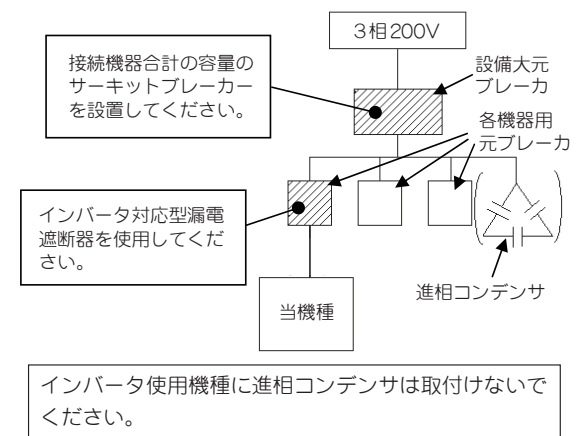 3相200V
接続機器合計の容量の
サーキットブレーカー
を設置してください。
設備大元
ブレーカ
各機器用
元ブレーカ
インバータ対応型漏電
遮断器を使用してくだ
さい。
進相コンデンサ
当機種
インバータ使用機種に進相コンデンサは取付けないで
ください。